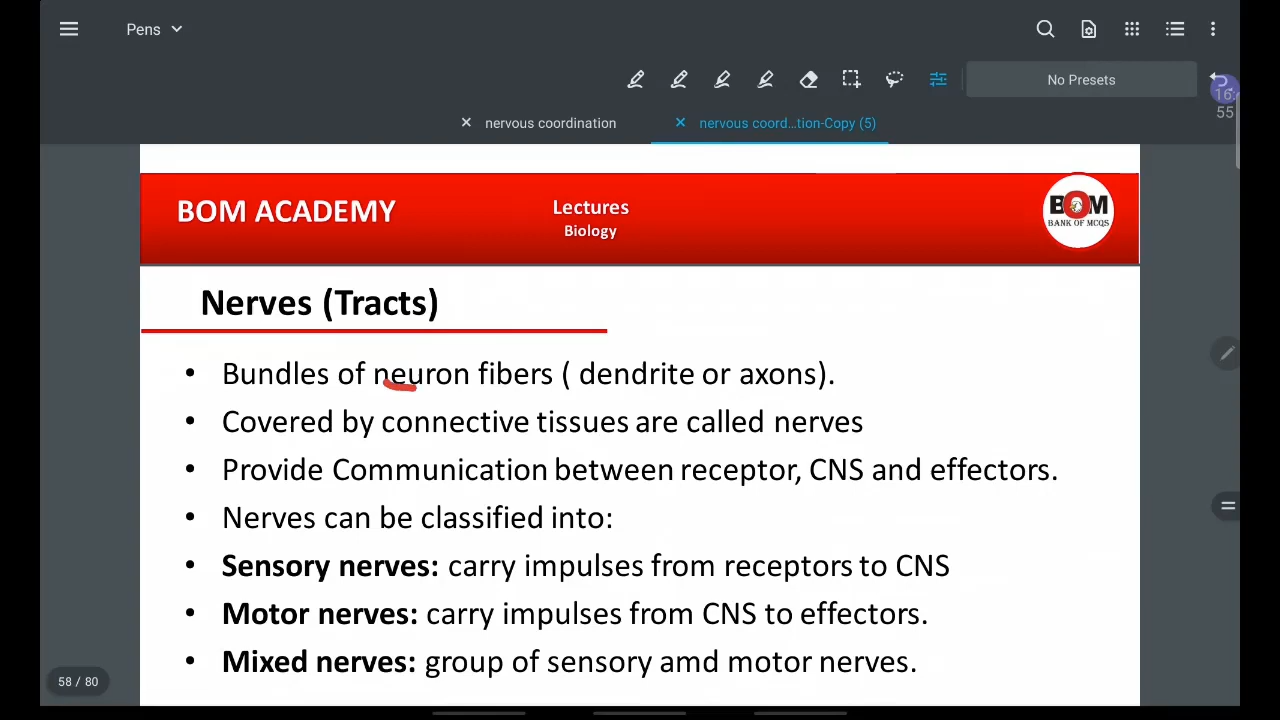 Pens
No Presets
16:
55
nervous coordination
nervous coord...tion-Copy (5)
BOM ACADEMY
Lectures
Biology
BOM
BANK OF MCQS
Nerves (Tracts)
• Bundles of neuron fibers ( dendrite or axons).
• Covered by connective tissues are called nerves
• Provide Communication between receptor, CNS and effectors.
• Nerves can be classified into:
• Sensory nerves: carry impulses from receptors to CNS
• Motor nerves: carry impulses from CNS to effectors.
• Mixed nerves: group of sensory amd motor nerves.
58 / 80